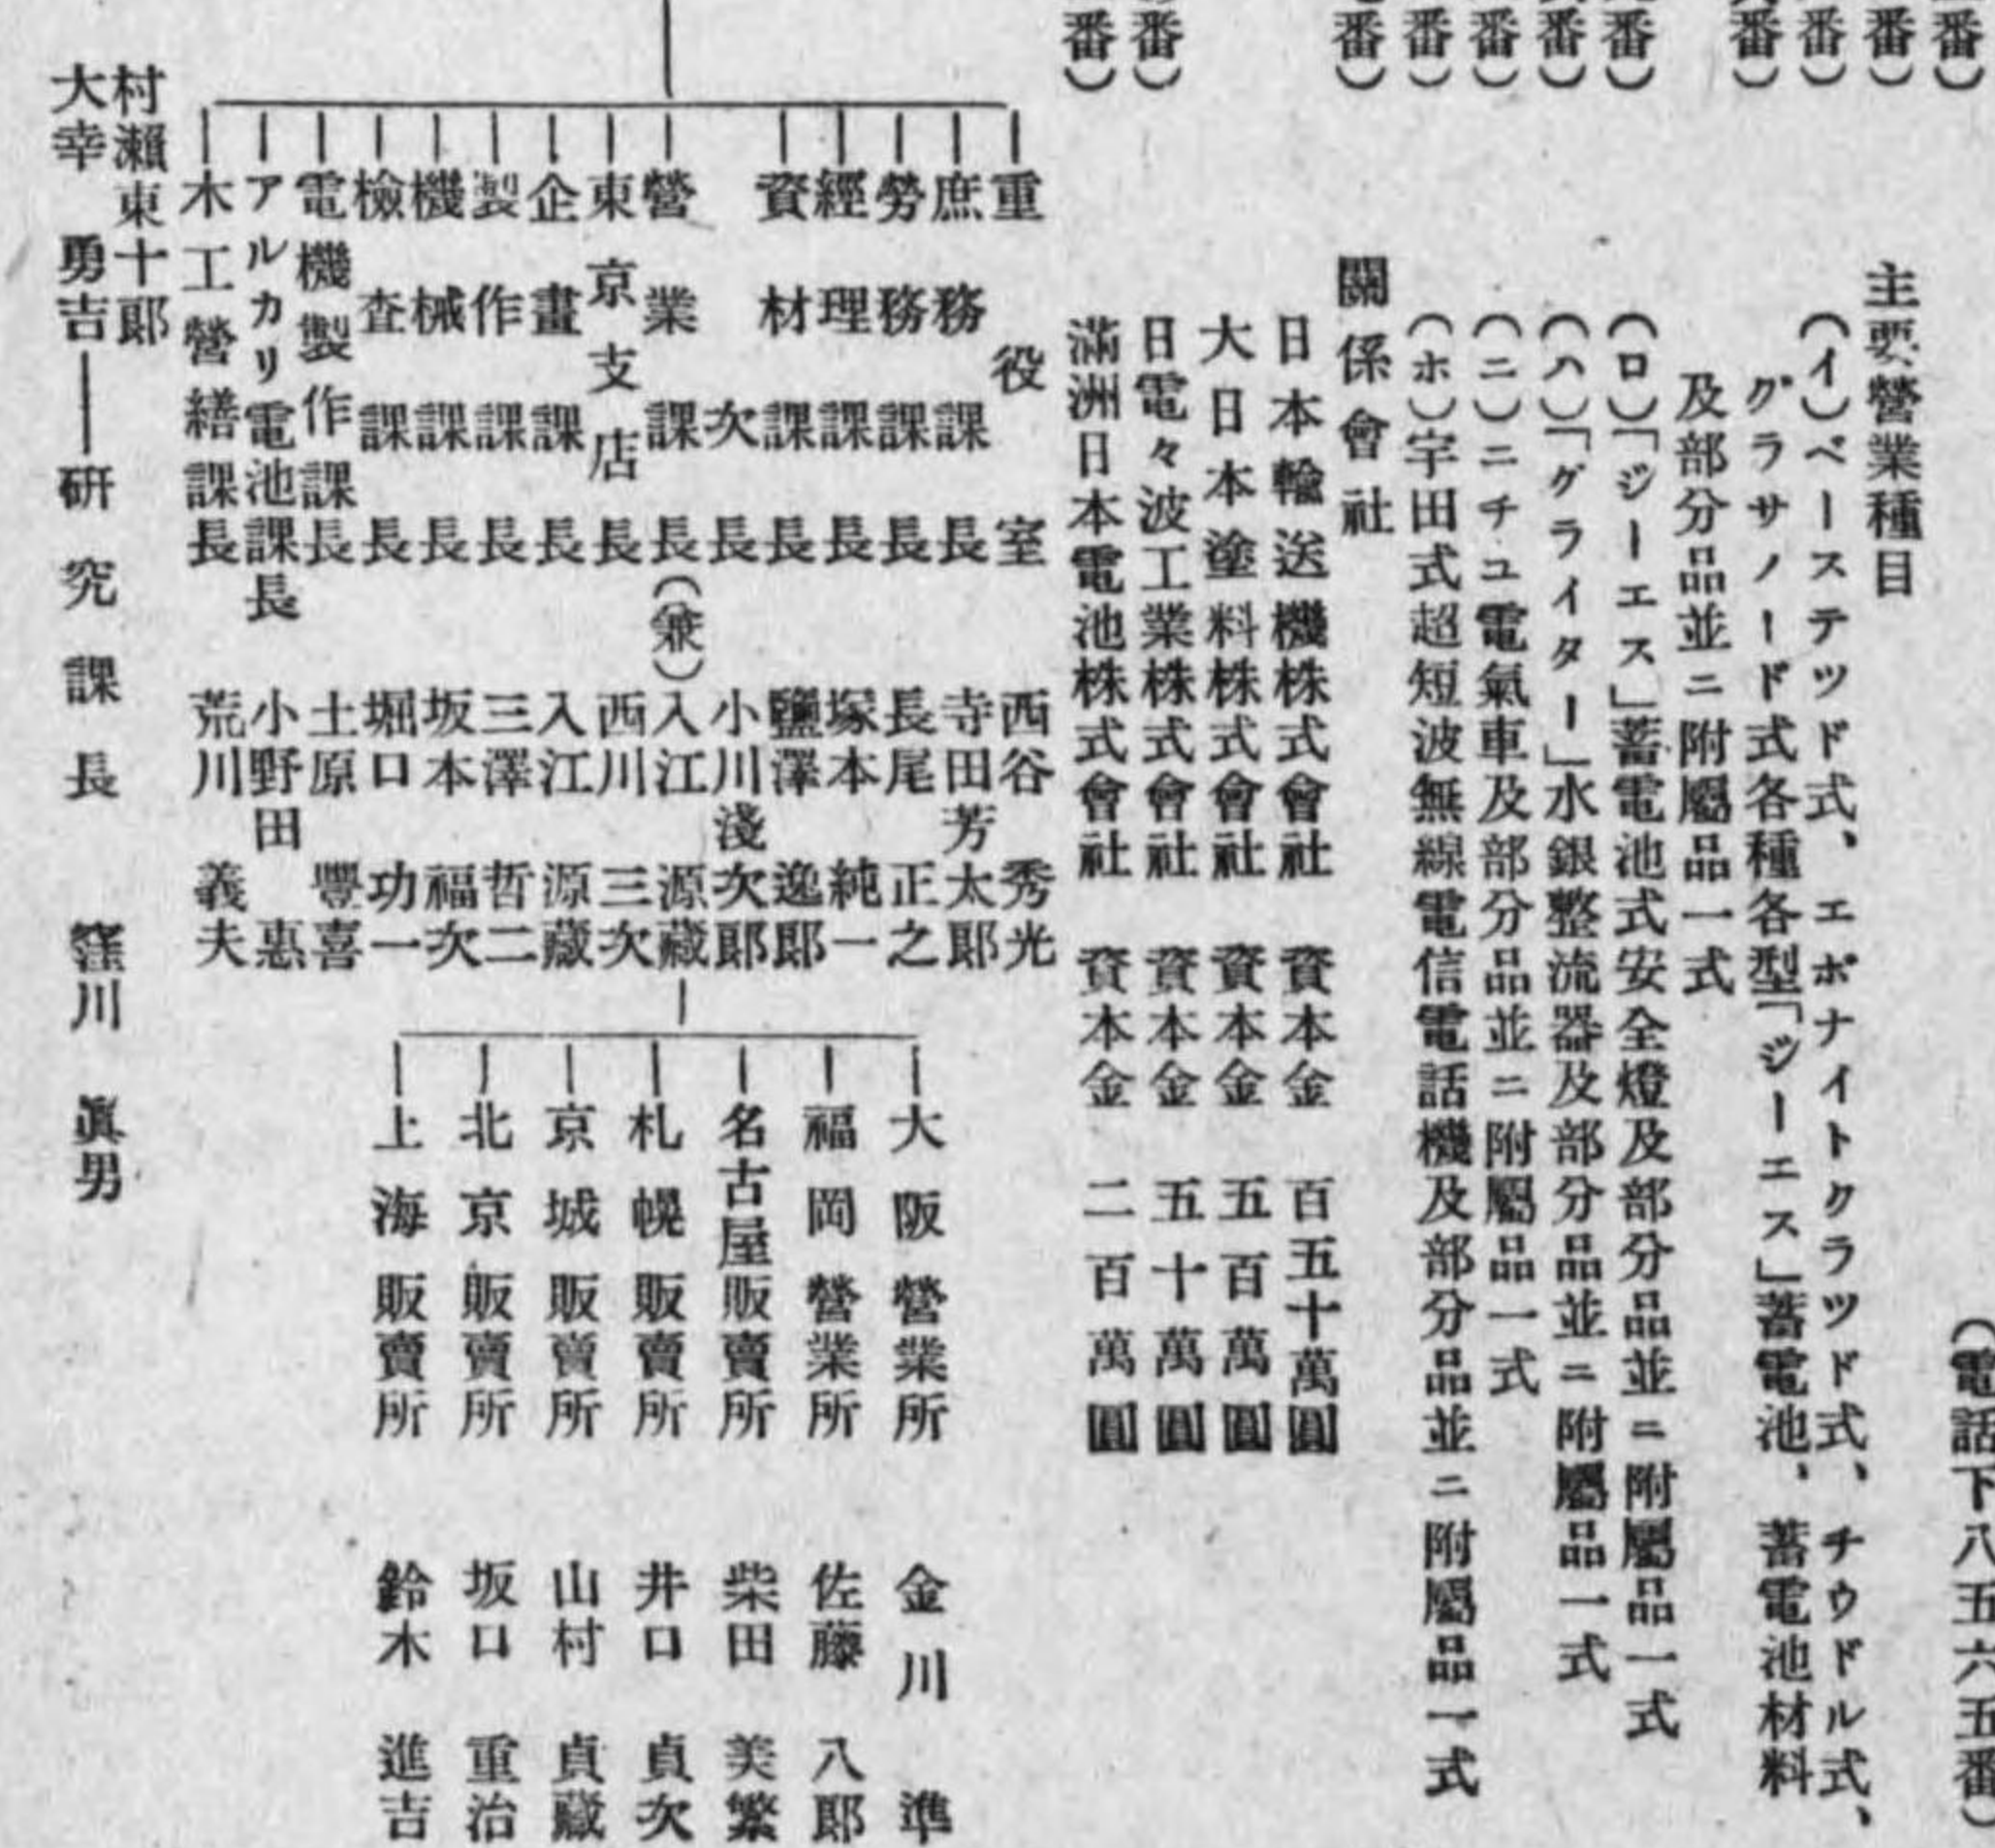 番）
番）
番）
番）
番）
番）
番）
番）
番）
番）
番）
（電話下八五六五番）
主要營業種目
（イ）ペーステツド式、エボナイトクラツド式、チウドル式、
グラサノード式各種各型「ジーエス」蓄電池、蓄電池材料
及部分品並ニ附屬品一式
（ロ）「ジーエス」蓄電池式安全燈及部分品並ニ附屬品一式
（ハ）「グライター」水銀整流器及部分品並ニ附屬品一式
（ニ）ニチユ電氣車及部分品並ニ附屬品一式
（ホ）宇田式超短波無線電信電話機及部分品並ニ附屬品一式
關係會社
日本輸送機株式會社 資本金 百五十萬圓
大日本塗料株式會社 資本金 五百萬圓
日電々波工業株式會社 資本金 五十萬圓
滿洲日本電池株式會社 資本金 二百萬圓
重役室 西谷秀光
庶務課長 寺田芳太郎
勞務課長 長尾正之
經理課長 塚本純一
資材課長 鹽澤逸郎
次長 小川淺次郎
營業課長（兼） 入江源藏
東京支店長 西川三次
企畫課長 入江源藏
製作課長 三澤哲二
機械課長 坂本福次
檢查課長 堀口功一
電機製作課長 土原豐喜
アルカリ電池課長 小野田惠
木工營繕課長 荒川義夫
大阪營業所 金川準
福岡營業所 佐藤八郎
名古屋販賣所 柴田美繁
札幌販賣所 井口貞次
京城販賣所 山村貞藏
北京販賣所 坂口重治
上海販賣所 鈴木進吉
村瀨東十郎
大幸勇吉―研究課長 窪川眞男